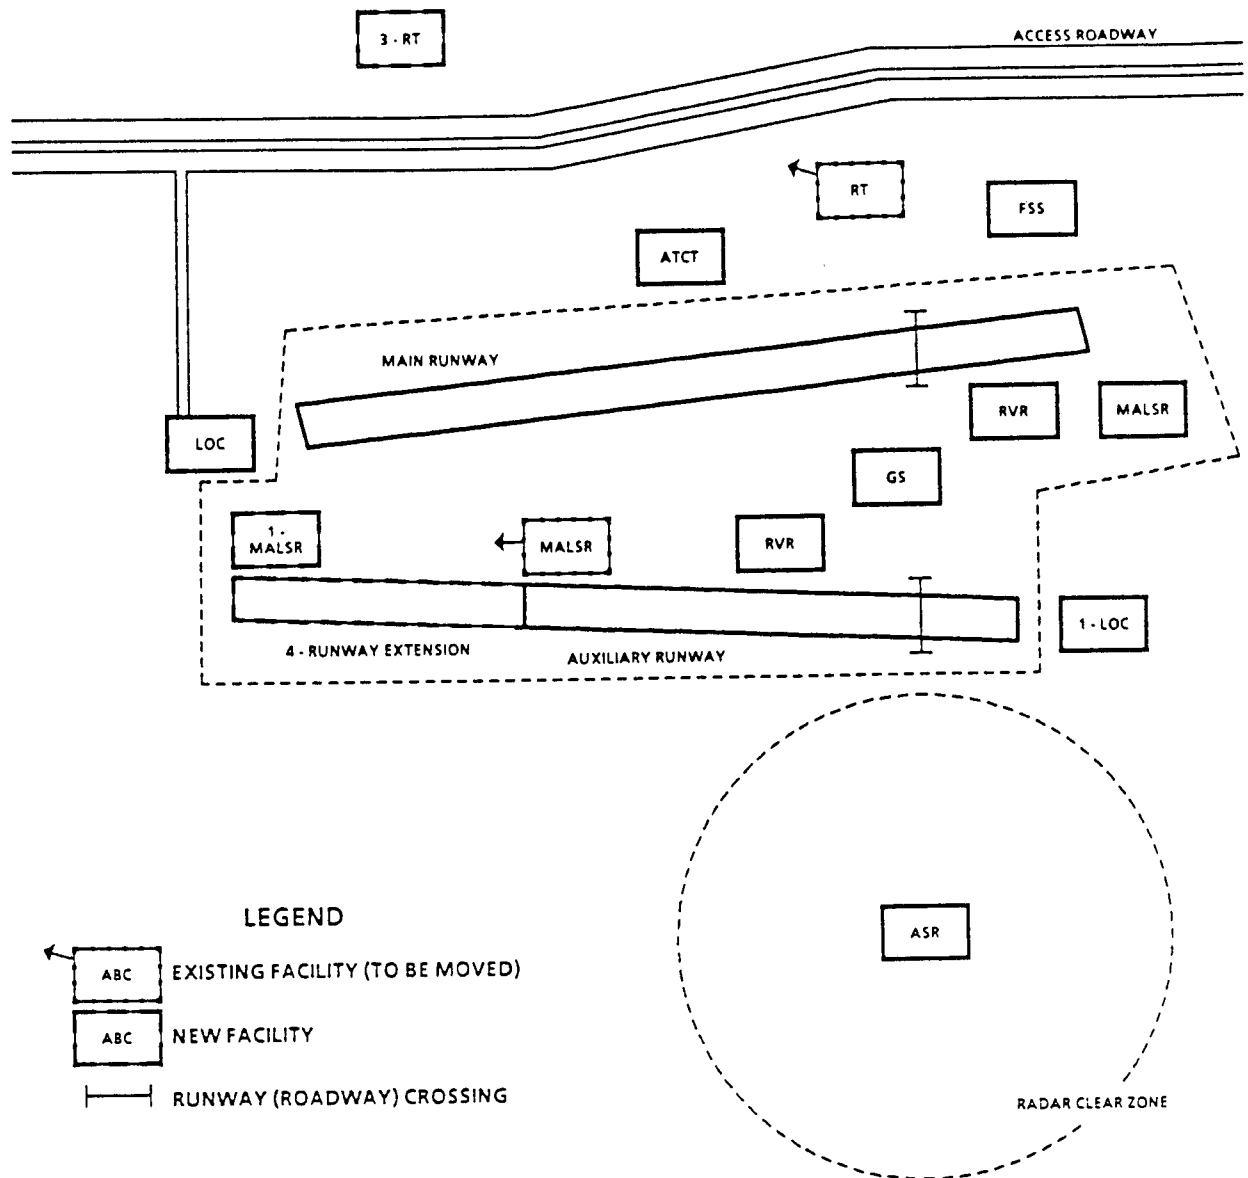 3 - RT
ACCESS ROADWAY
RT
FSS
ATCT
MAIN RUNWAY
RVR
MALSR
LOC
GS
1 -
MALSR
MALSR
RVR
1 - LOC
4 - RUNWAY EXTENSION
AUXILIARY RUNWAY
ASR
LEGEND
ABC
EXISTING FACILITY (TO BE MOVED)
ABC
NEW FACILITY
RUNWAY (ROADWAY) CROSSING
RADAR CLEAR ZONE